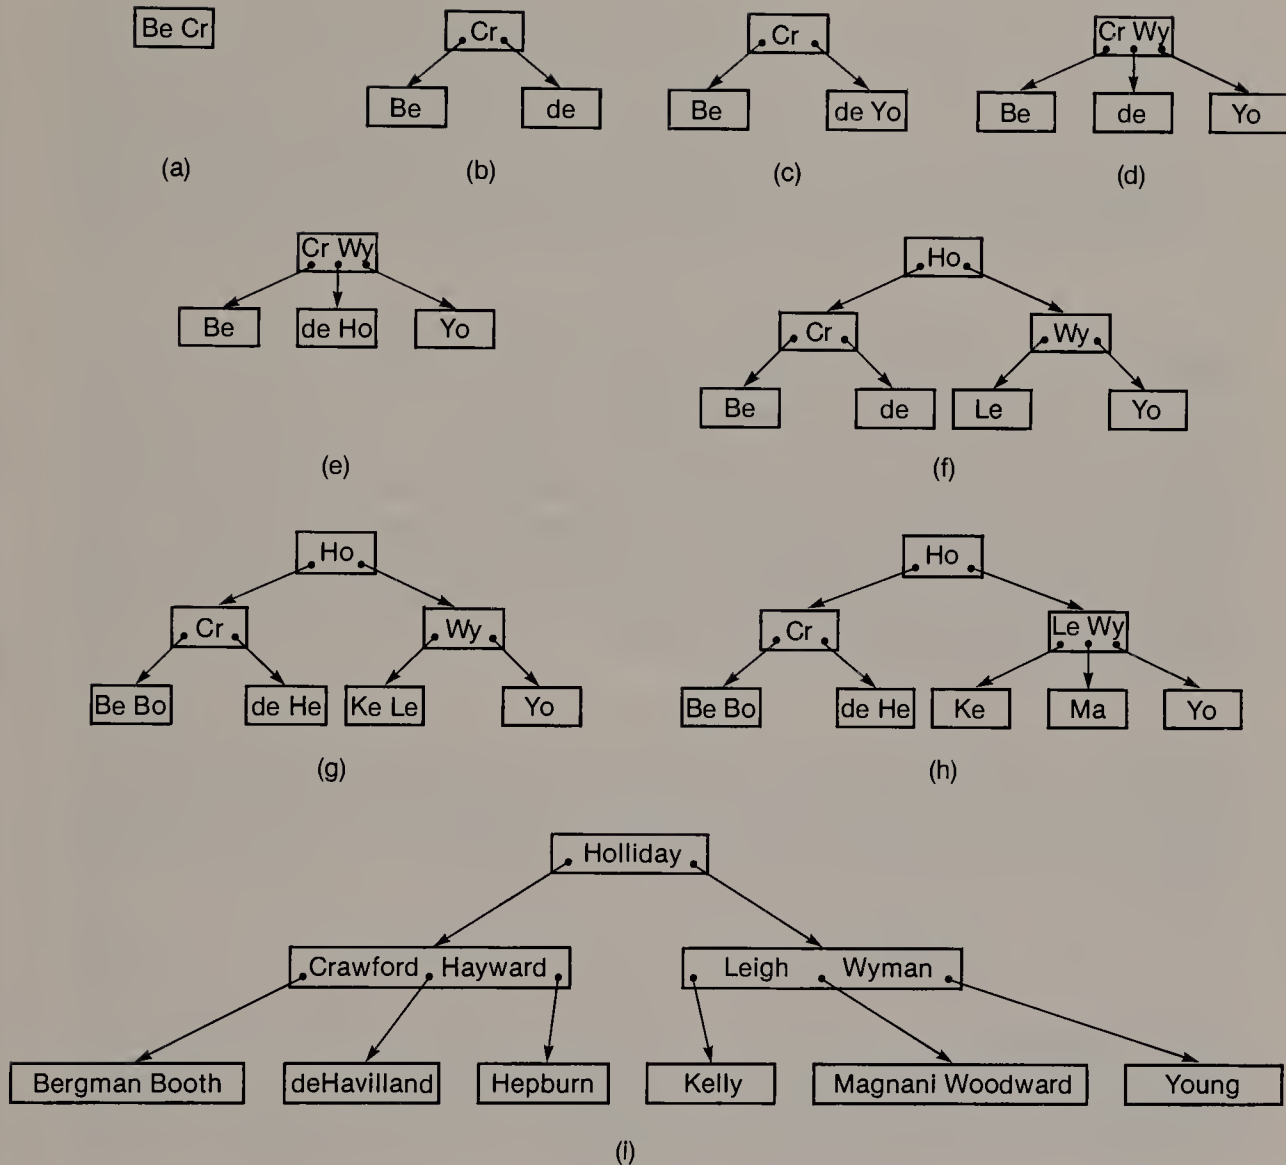 Be Cr
Cr
Be de
(a)
(b)
Cr
Be de Yo
(c)
Cr Wy
Be de Yo
(d)
Cr Wy
Be de Ho Yo
(e)
Ho
Cr Wy
Be de Le Yo
(f)
Ho
Cr Wy
Be Bo de He Ke Le Yo
(g)
Ho
Cr Le Wy
Be Bo de He Ke Ma Yo
(h)
Holliday
Crawford Hayward Leigh Wyman
Bergman Booth deHavilland Hepburn Kelly Magnani Woodward Young
(i)